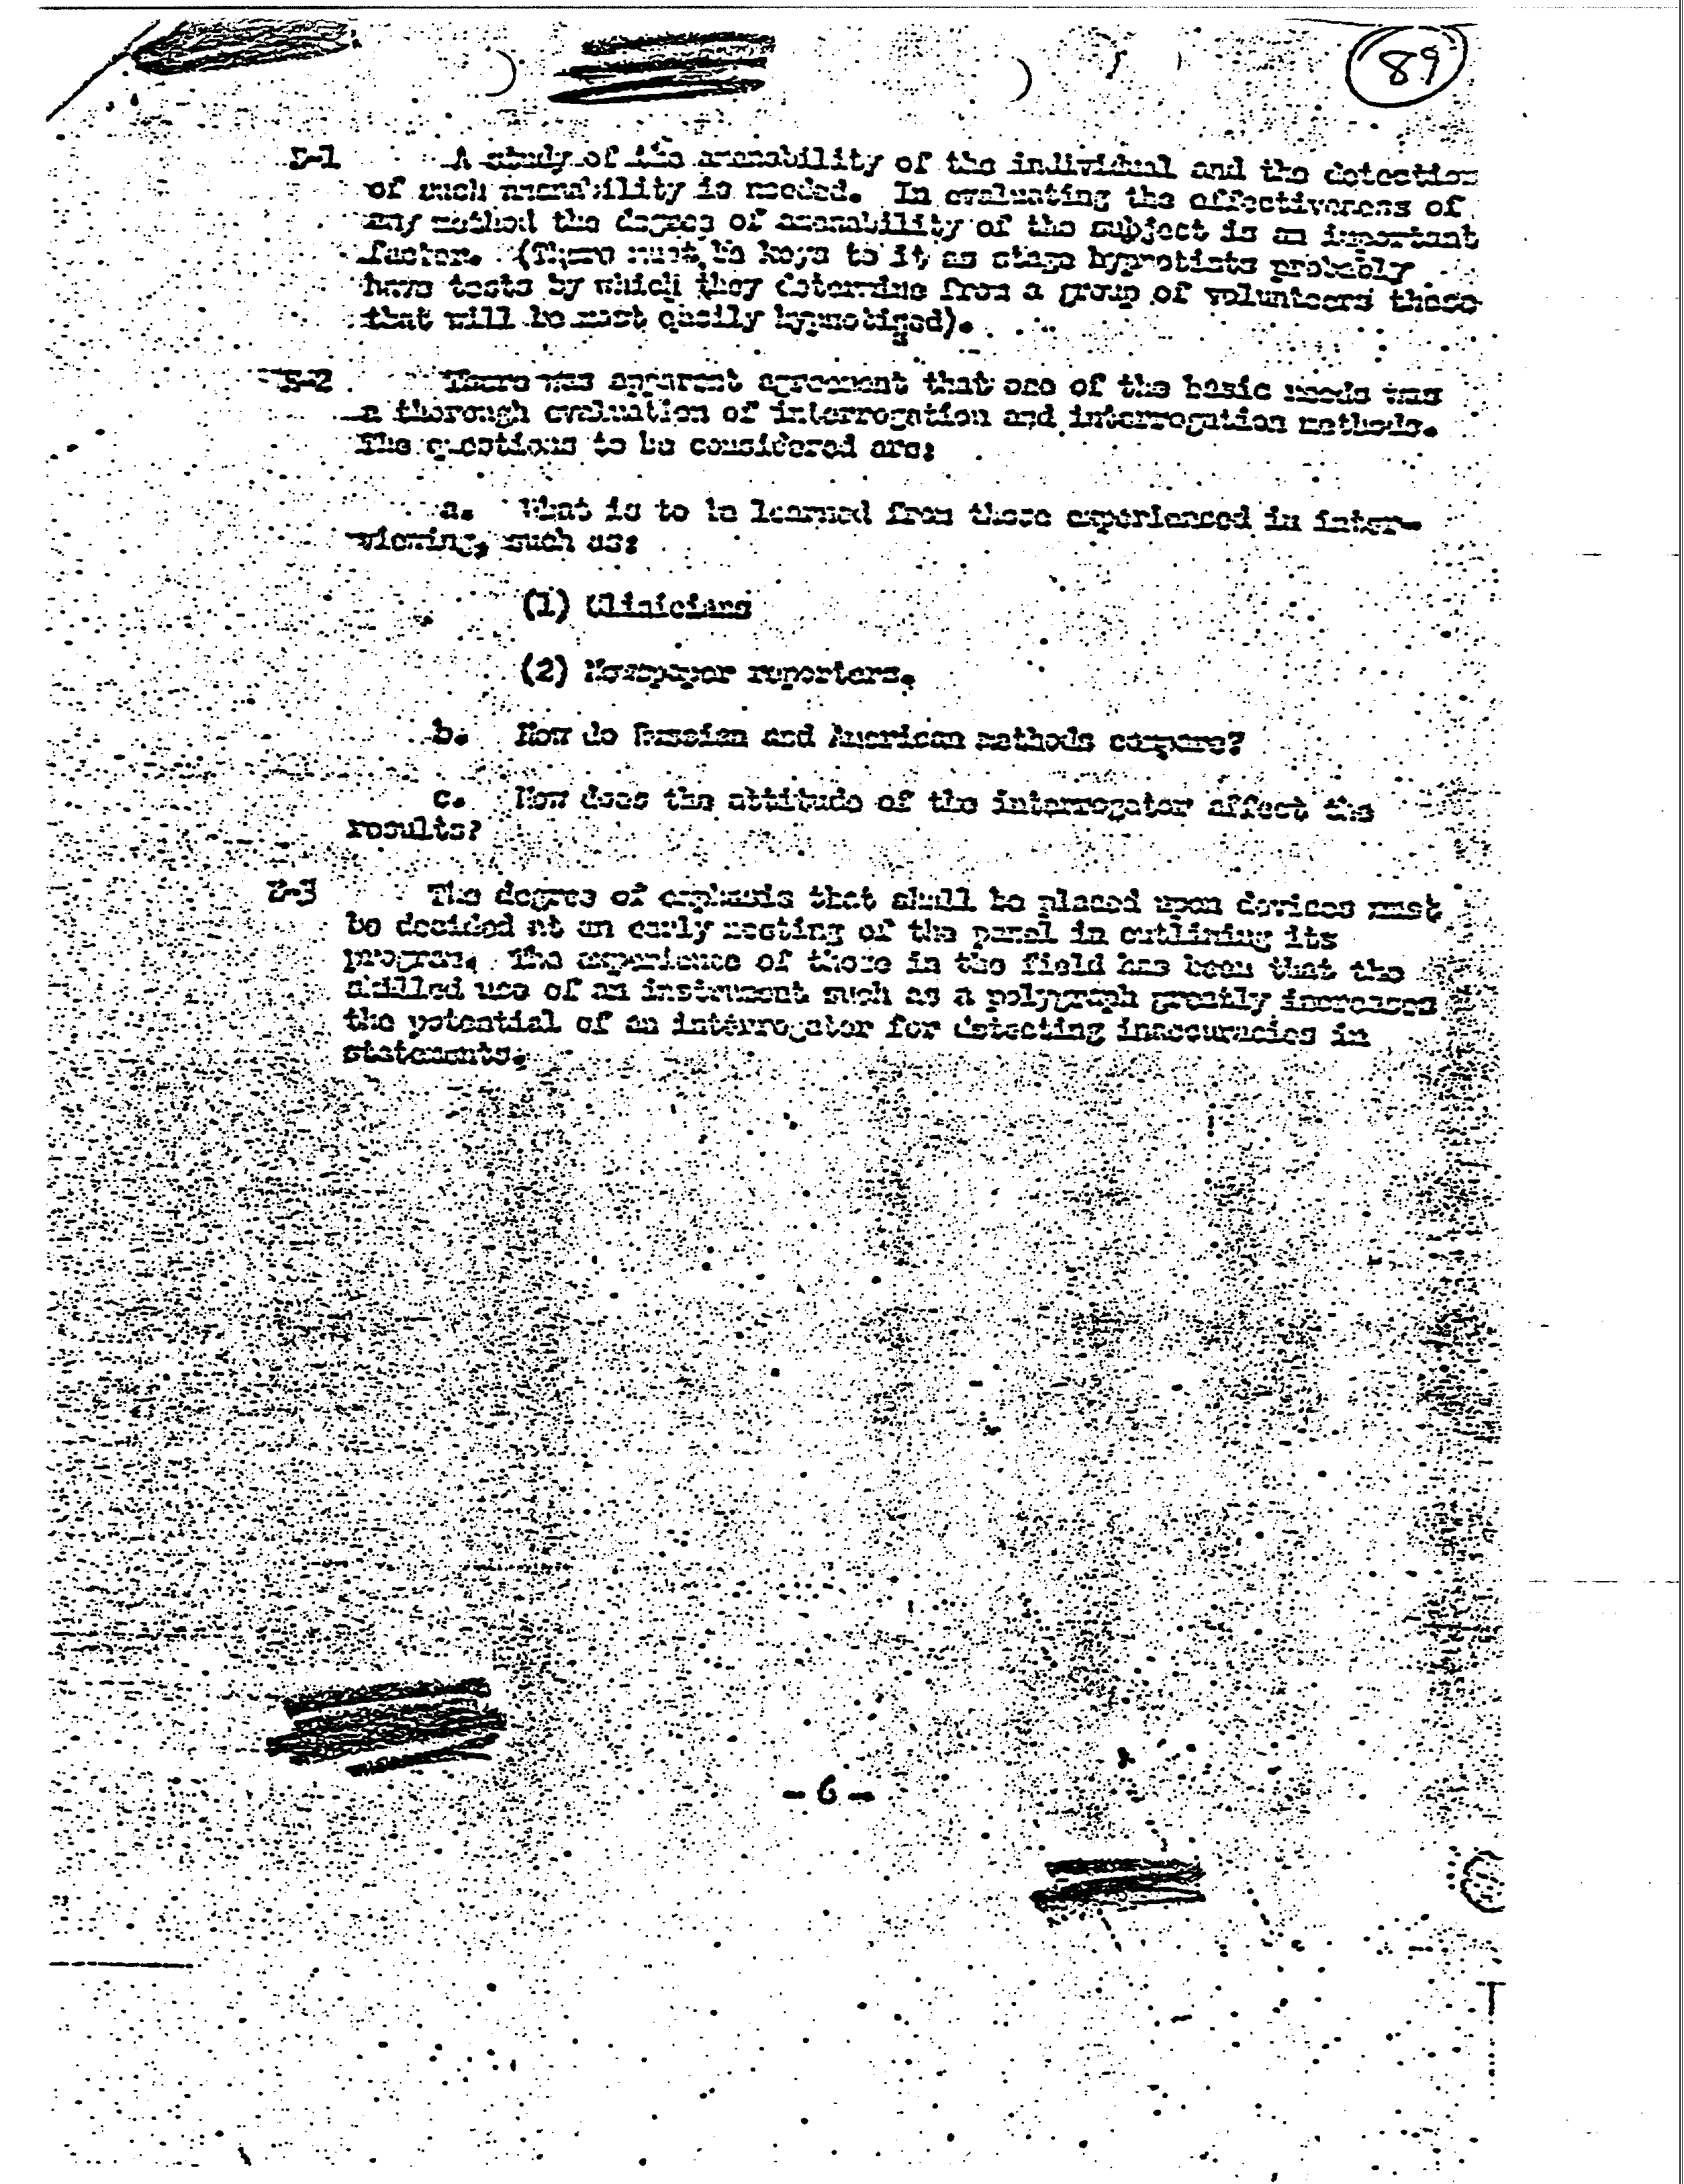 89
A study of the amenability of the individual and the detection
of such amenability is needed. In evaluating the effectiveness of
any method the degree of amenability of the subject is an important
factor. (There must be keys to it as stage hypnotists probably
have tests by which they determine from a group of volunteers those
that will be most easily hypnotized).
There was apparent agreement that one of the basic needs was
a thorough evaluation of interrogation and interrogation methods.
The questions to be considered are:
a. What is to be learned from those experienced in inter-
viewing, such as:
(1) Clinicians
(2) Newspaper reporters.
b. How do Russian and American methods compare?
c. How does the attitude of the interrogator affect the
results?
The degree of emphasis that shall be placed upon devices must
be decided at an early meeting of the panel in outlining its
program. The experience of those in the field has been that the
skilled use of an instrument such as a polygraph greatly increases
the potential of an interrogator for detecting inaccuracies in
statements.
- 6 -